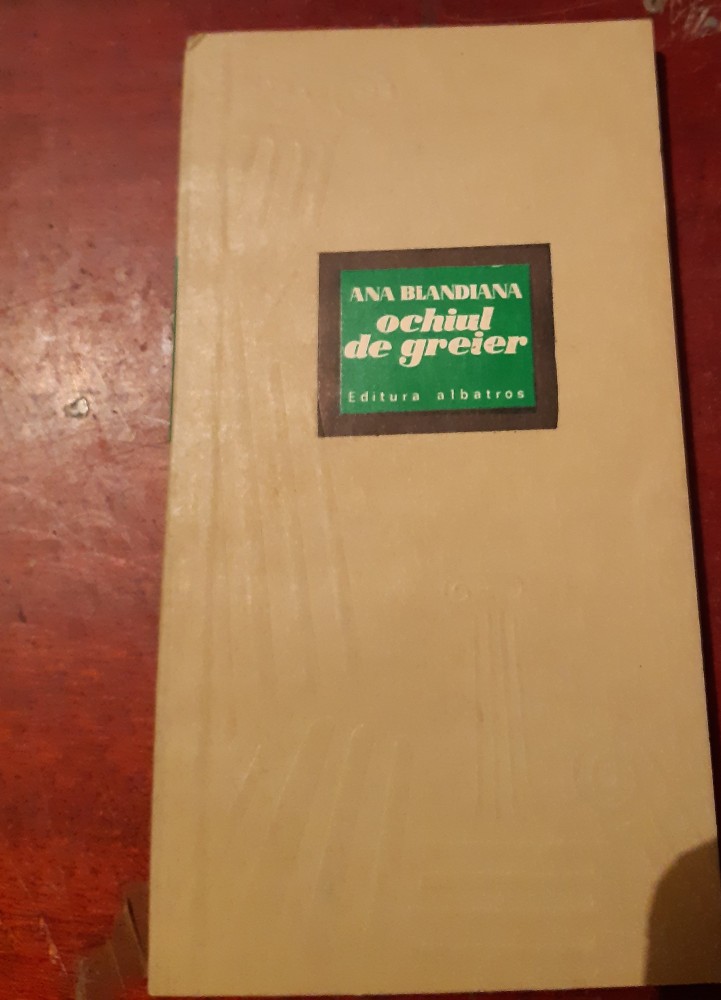 ANA BLANDIANA
ochiul
de greier
Editura albatros